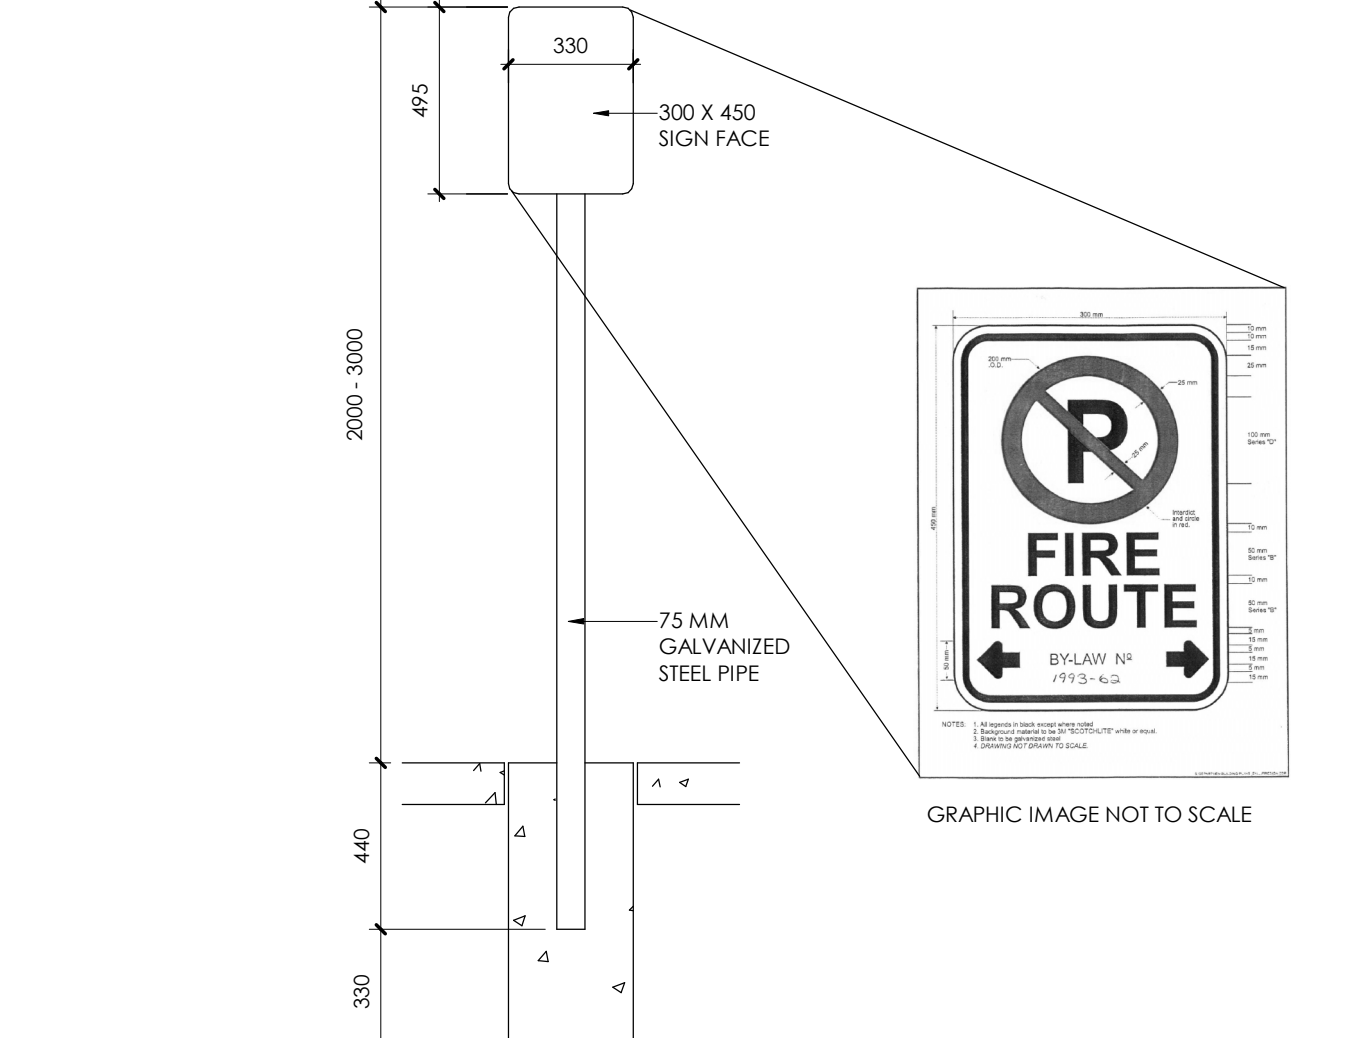 330
495
300 X 450
SIGN FACE
2000 - 3000
75 MM
GALVANIZED
STEEL PIPE
440
330
300 mm
10 mm
10 mm
15 mm
25 mm
200 mm
.O.D.
25 mm
P
25 mm
100 mm
Series "D"
450 mm
Interdict
and circle
in red.
10 mm
FIRE
50 mm
Series "B"
10 mm
ROUTE
50 mm
Series "B"
5 mm
15 mm
5 mm
15 mm
5 mm
15 mm
50 mm
BY-LAW Nº
1993-62
NOTES: 1. All legends in black except where noted
2. Background material to be 3M "SCOTCHLITE" white or equal.
3. Blank to be galvanized steel
4. DRAWING NOT DRAWN TO SCALE.
GRAPHIC IMAGE NOT TO SCALE